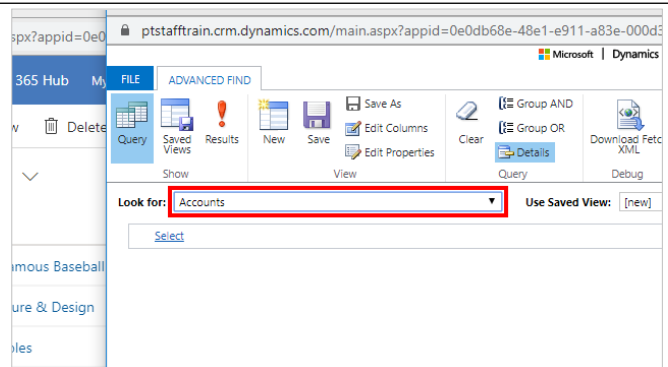 spx?appid=0e0
ptstafftrain.crm.dynamics.com/main.aspx?appid=0e0db68e-48e1-e911-a83e-000d3
Microsoft | Dynamics
365 Hub My
FILE ADVANCED FIND
Delete
Query
Saved Views
Results
New
Save
Save As
Edit Columns
Edit Properties
Clear
[{≡ Group AND
[{≡ Group OR
Details
Download Fetc
XML
Show View Query Debug
Look for: Accounts Use Saved View: [new]
Select
mous Baseball
ure & Design
les